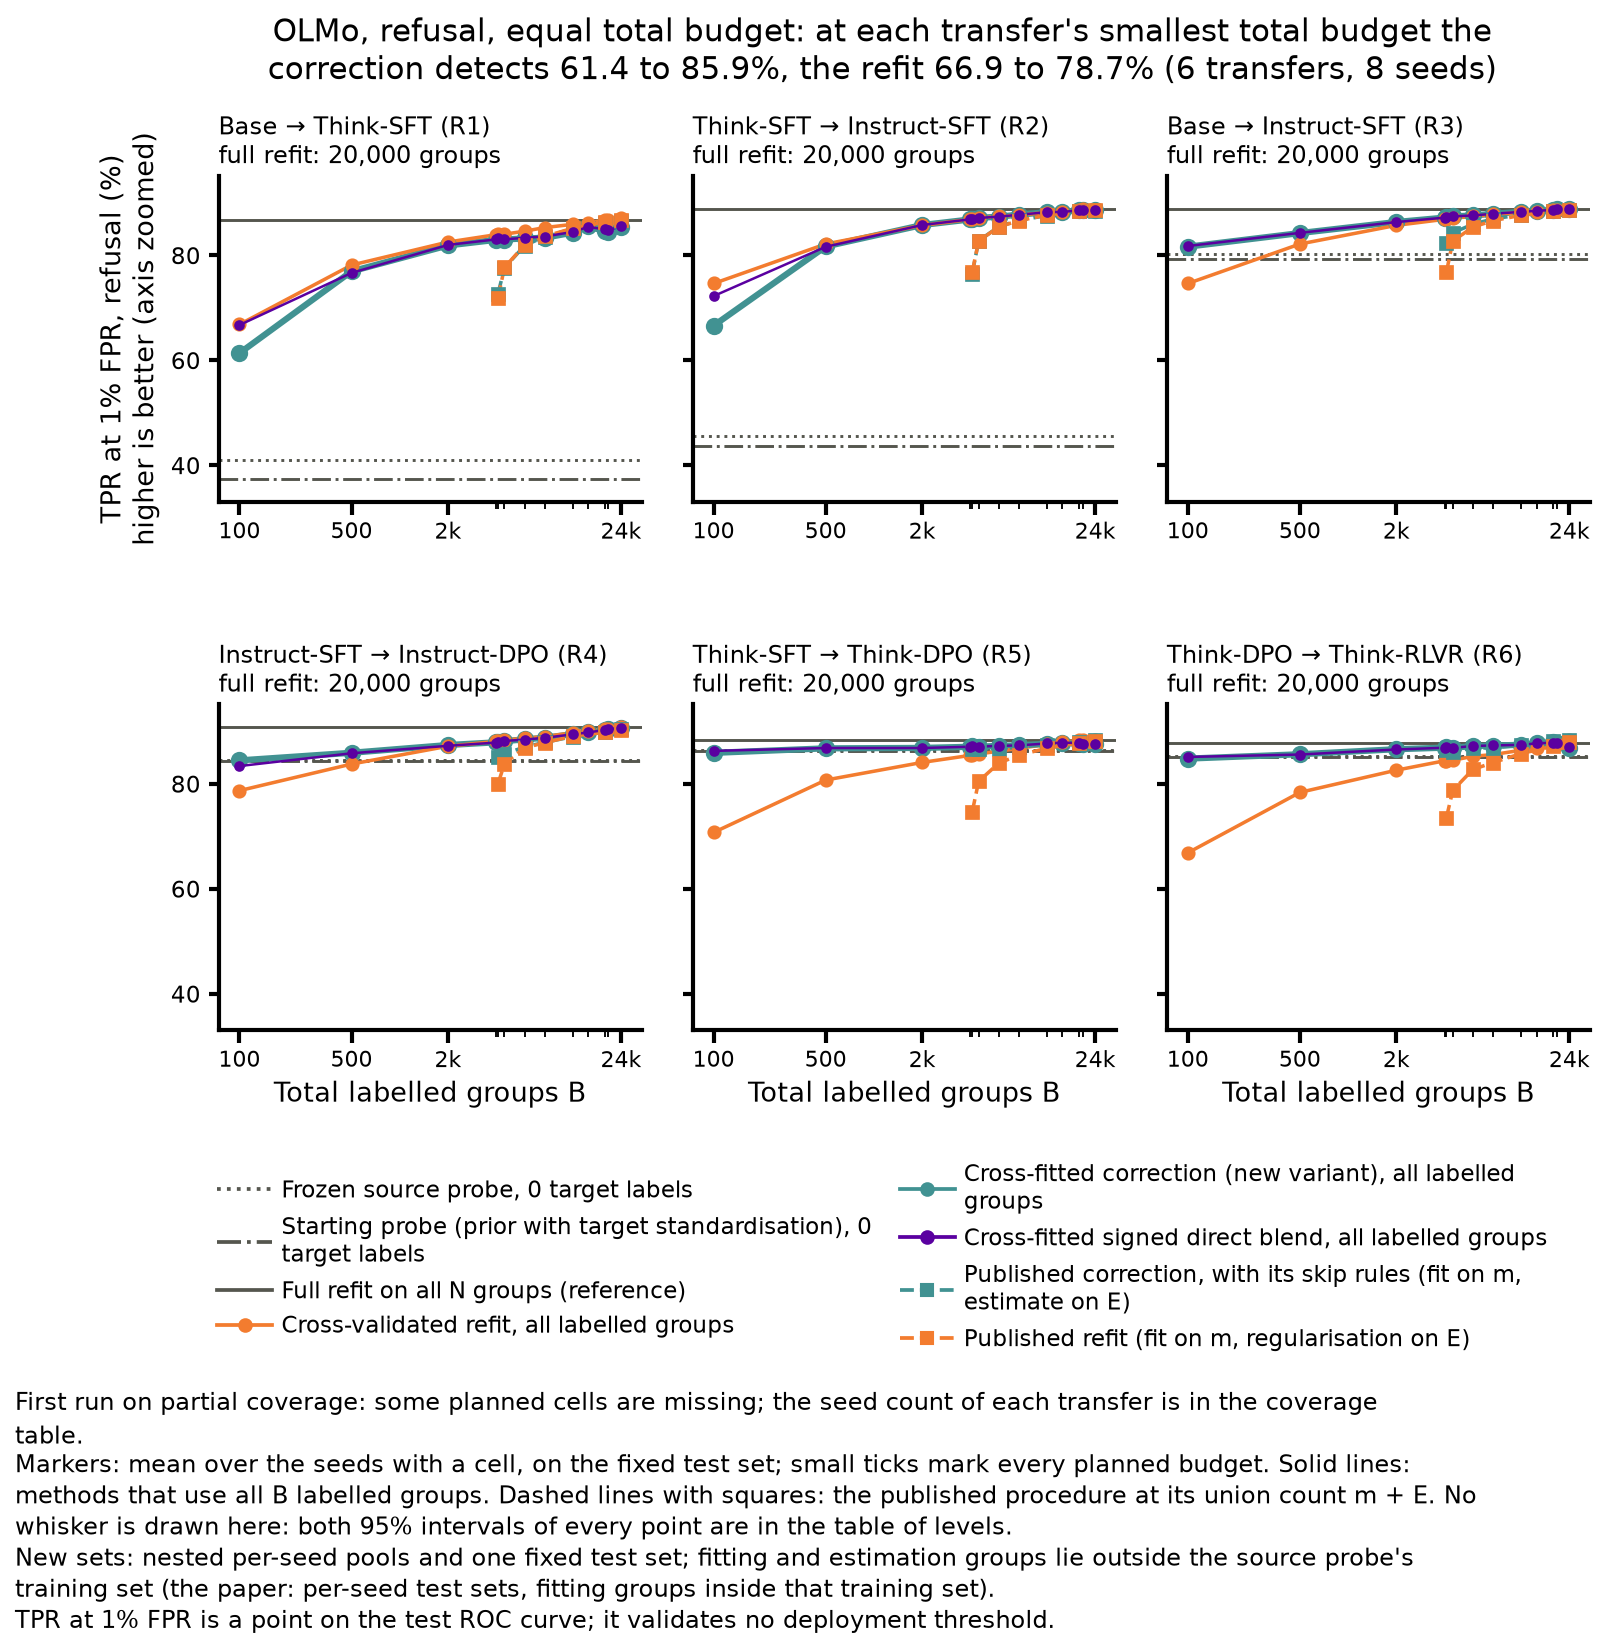 OLMo, refusal, equal total budget: at each transfer's smallest total budget the
correction detects 61.4 to 85.9%, the refit 66.9 to 78.7% (6 transfers, 8 seeds)
Base → Think-SFT (R1)
full refit: 20,000 groups
Think-SFT → Instruct-SFT (R2)
full refit: 20,000 groups
Base → Instruct-SFT (R3)
full refit: 20,000 groups
TPR at 1% FPR, refusal (%)
higher is better (axis zoomed)
80
60
40
100 500 2k 24k
100 500 2k 24k
100 500 2k 24k
Instruct-SFT → Instruct-DPO (R4)
full refit: 20,000 groups
Think-SFT → Think-DPO (R5)
full refit: 20,000 groups
Think-DPO → Think-RLVR (R6)
full refit: 20,000 groups
80
60
40
100 500 2k 24k
100 500 2k 24k
100 500 2k 24k
Total labelled groups B
Total labelled groups B
Total labelled groups B
Frozen source probe, 0 target labels
Starting probe (prior with target standardisation), 0
target labels
Full refit on all N groups (reference)
Cross-validated refit, all labelled groups
Cross-fitted correction (new variant), all labelled
groups
Cross-fitted signed direct blend, all labelled groups
Published correction, with its skip rules (fit on m,
estimate on E)
Published refit (fit on m, regularisation on E)
First run on partial coverage: some planned cells are missing; the seed count of each transfer is in the coverage
table.
Markers: mean over the seeds with a cell, on the fixed test set; small ticks mark every planned budget. Solid lines:
methods that use all B labelled groups. Dashed lines with squares: the published procedure at its union count m + E. No
whisker is drawn here: both 95% intervals of every point are in the table of levels.
New sets: nested per-seed pools and one fixed test set; fitting and estimation groups lie outside the source probe's
training set (the paper: per-seed test sets, fitting groups inside that training set).
TPR at 1% FPR is a point on the test ROC curve; it validates no deployment threshold.